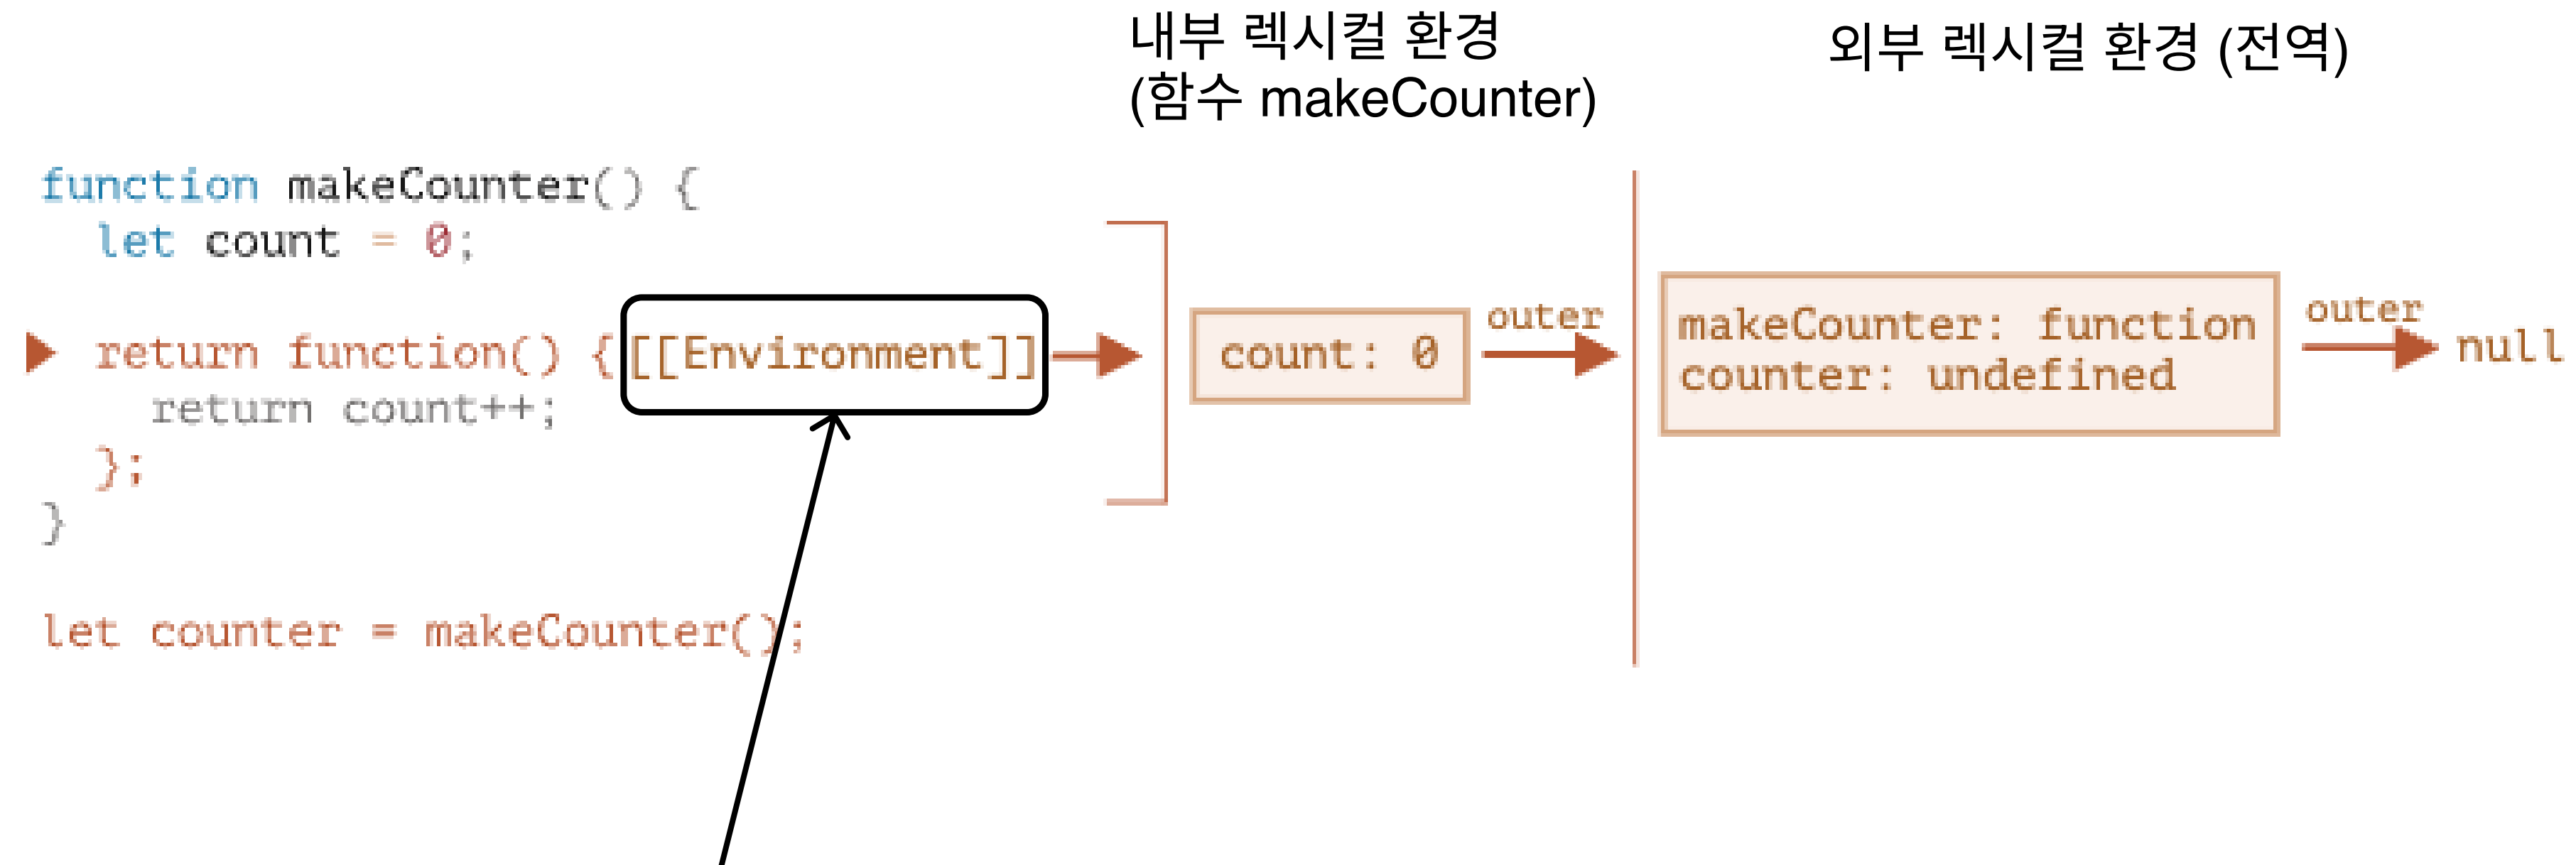 내부 렉시컬 환경
(함수 makeCounter)
외부 렉시컬 환경 (전역)
function makeCounter() {
let count = 0;
return function() { [[Environment]]
return count++;
};
}
let counter = makeCounter();
count: 0
outer
makeCounter: function
counter: undefined
outer
null